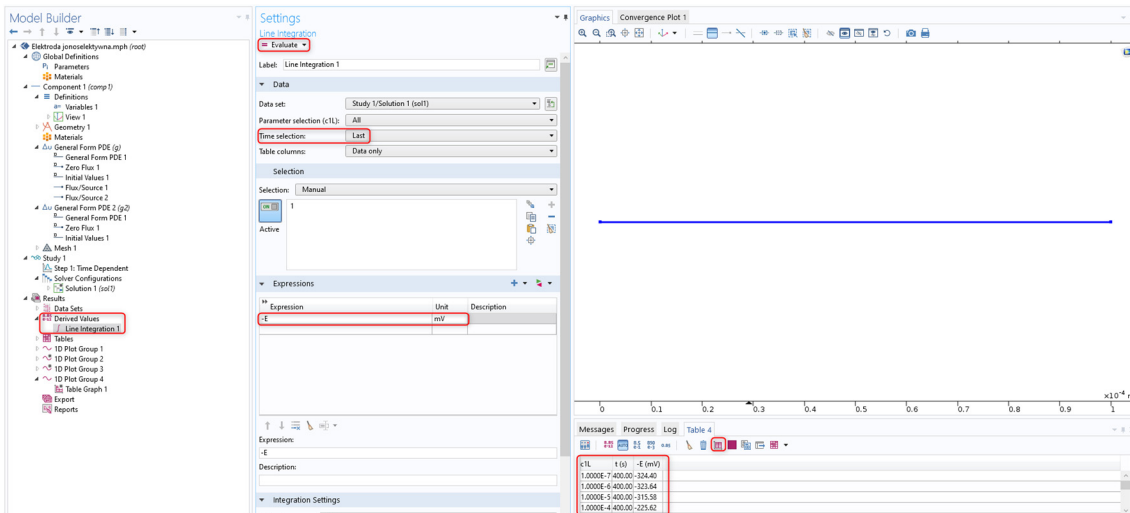 Model Builder
Elektroda jonoselektywna.mph (root)
Global Definitions
Pi Parameters
Materials
Component 1 (comp1)
Definitions
a= Variables 1
View 1
Geometry 1
Materials
Δu General Form PDE (g)
General Form PDE 1
Zero Flux 1
Initial Values 1
Flux/Source 1
Flux/Source 2
Δu General Form PDE 2 (g2)
General Form PDE 1
Zero Flux 1
Initial Values 1
Mesh 1
Study 1
Step 1: Time Dependent
Solver Configurations
Solution 1 (sol1)
Results
Data Sets
Derived Values
Line Integration 1
Tables
1D Plot Group 1
1D Plot Group 2
1D Plot Group 3
1D Plot Group 4
Table Graph 1
Export
Reports
Settings
Line Integration
= Evaluate
Label: Line Integration 1
Data
Data set: Study 1/Solution 1 (sol1)
Parameter selection (c1L): All
Time selection: Last
Table columns: Data only
Selection
Selection: Manual
1
Active
Expressions
Expression Unit Description
-E mV
Expression:
-E
Description:
Integration Settings
Graphics Convergence Plot 1
×10⁻⁴
0 0.1 0.2 0.3 0.4 0.5 0.6 0.7 0.8 0.9 1
Messages Progress Log Table 4
c1L t (s) -E (mV)
1.0000E-7 400.00 -324.40
1.0000E-6 400.00 -323.64
1.0000E-5 400.00 -315.58
1.0000E-4 400.00 -225.62